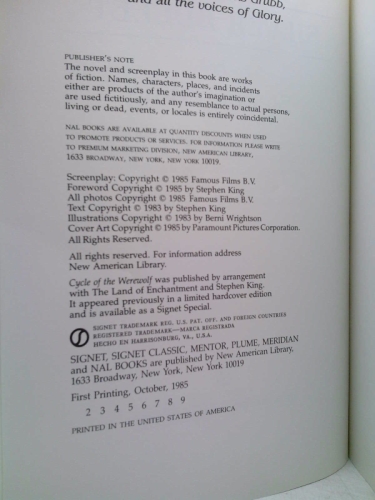 Grubb,
and all the voices of Glory.
PUBLISHER'S NOTE
The novel and screenplay in this book are works
of fiction. Names, characters, places, and incidents
either are products of the author's imagination or
are used fictitiously, and any resemblance to actual persons,
living or dead, events, or locales is entirely coincidental.
NAL BOOKS ARE AVAILABLE AT QUANTITY DISCOUNTS WHEN USED
TO PROMOTE PRODUCTS OR SERVICES. FOR INFORMATION PLEASE WRITE
TO PREMIUM MARKETING DIVISION, NEW AMERICAN LIBRARY,
1633 BROADWAY, NEW YORK, NEW YORK 10019.
Screenplay: Copyright © 1985 Famous Films B.V.
Foreword Copyright © 1985 by Stephen King
All photos Copyright © 1985 Famous Films B.V.
Text Copyright © 1983 by Stephen King
Illustrations Copyright © 1983 by Berni Wrightson
Cover Art Copyright © 1985 by Paramount Pictures Corporation.
All Rights Reserved.
All rights reserved. For information address
New American Library.
Cycle of the Werewolf was published by arrangement
with The Land of Enchantment and Stephen King.
It appeared previously in a limited hardcover edition
and is available as a Signet Special.
SIGNET TRADEMARK REG. U.S. PAT. OFF. AND FOREIGN COUNTRIES
REGISTERED TRADEMARK—MARCA REGISTRADA
HECHO EN HARRISONBURG, VA., U.S.A.
SIGNET, SIGNET CLASSIC, MENTOR, PLUME, MERIDIAN
and NAL BOOKS are published by New American Library,
1633 Broadway, New York, New York 10019
First Printing, October, 1985
2 3 4 5 6 7 8 9
PRINTED IN THE UNITED STATES OF AMERICA